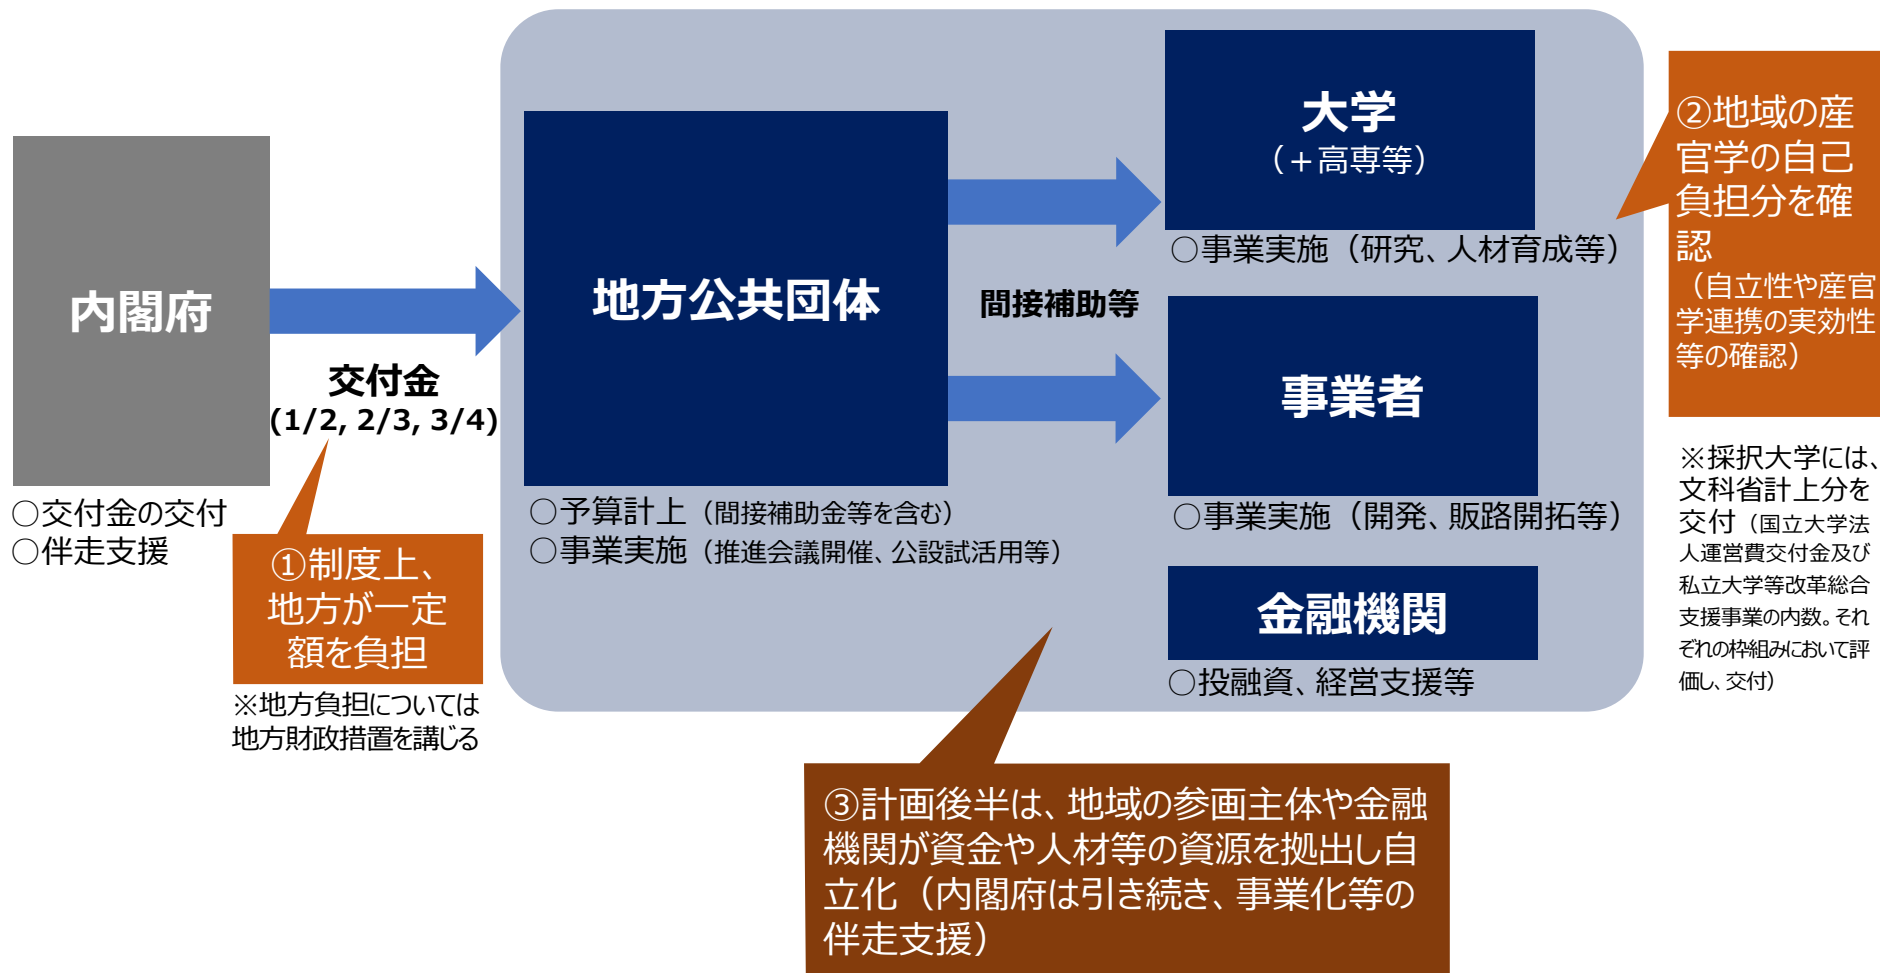 内閣府
○交付金の交付
○伴走支援
交付金
(1/2, 2/3, 3/4)
①制度上、
地方が一定
額を負担
※地方負担については
地方財政措置を講じる
地方公共団体
○予算計上（間接補助金等を含む）
○事業実施（推進会議開催、公設試活用等）
間接補助等
大学
（＋高専等）
○事業実施（研究、人材育成等）
事業者
○事業実施（開発、販路開拓等）
金融機関
○投融資、経営支援等
②地域の産
官学の自己
負担分を確
認
（自立性や産官
学連携の実効性
等の確認）
※採択大学には、
文科省計上分を
交付（国立大学法
人運営費交付金及び
私立大学等改革総合
支援事業の内数。それ
ぞれの枠組みにおいて評
価し、交付）
③計画後半は、地域の参画主体や金融
機関が資金や人材等の資源を拠出し自
立化（内閣府は引き続き、事業化等の
伴走支援）